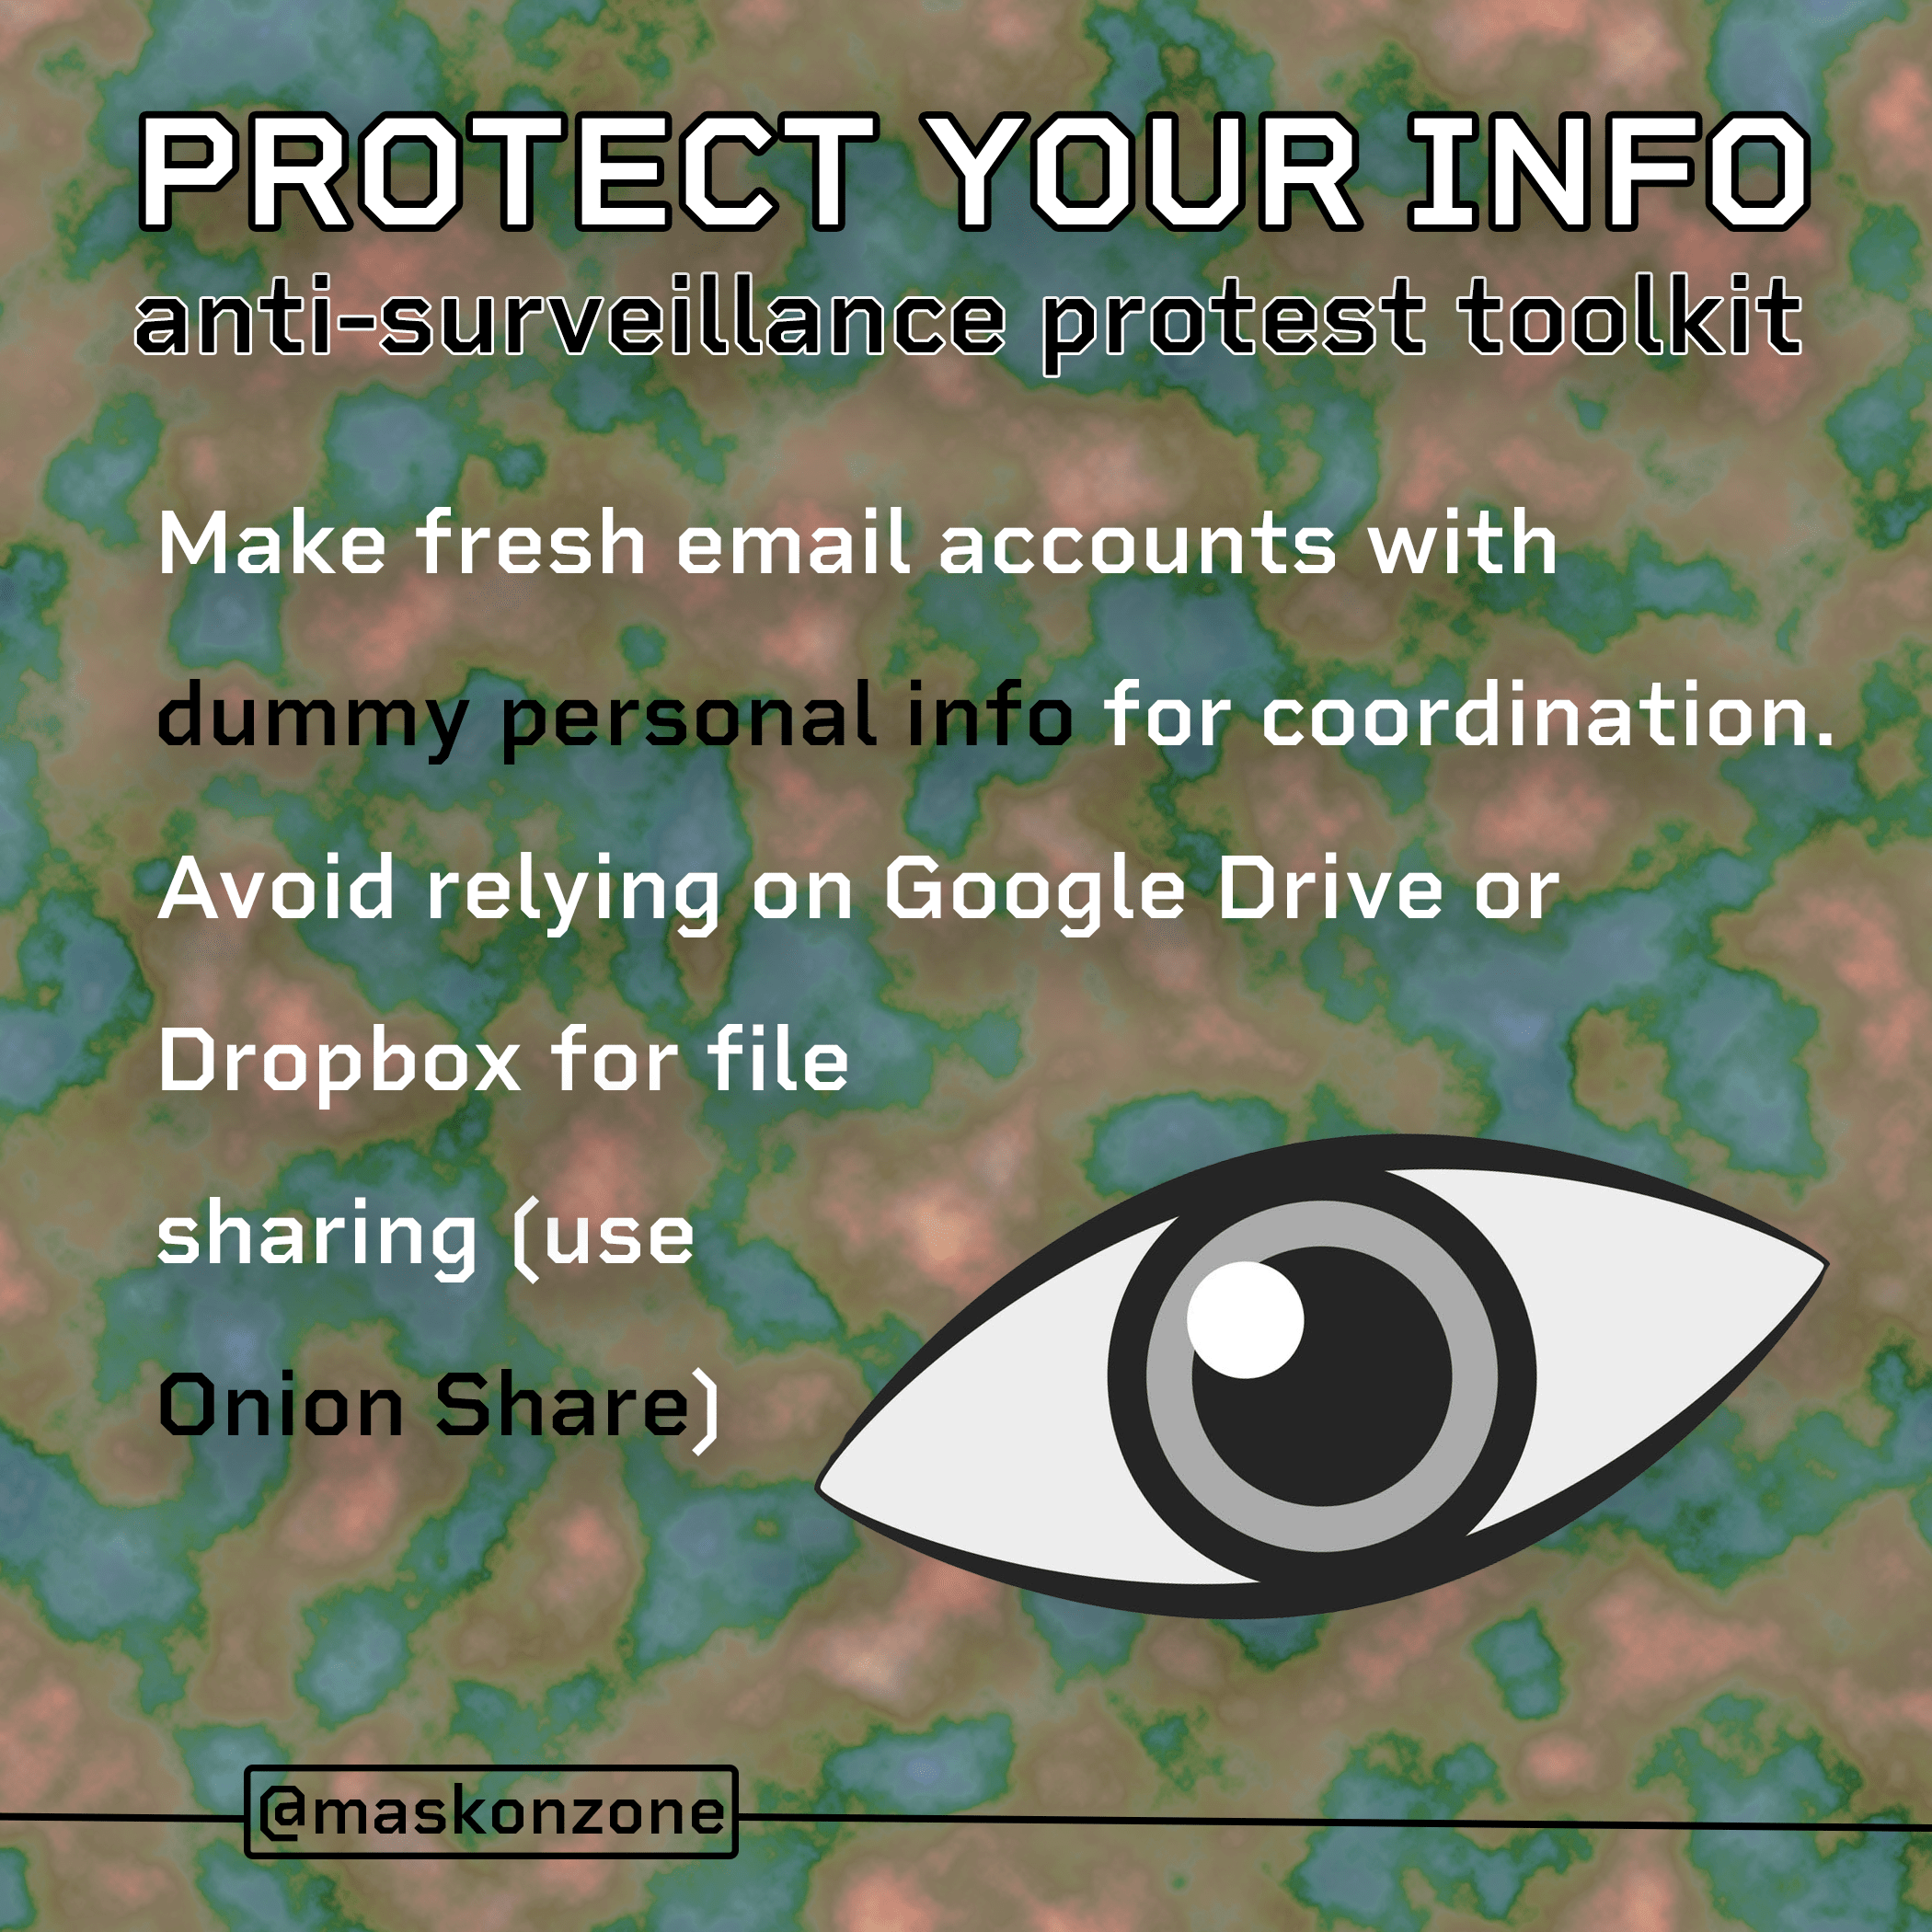 PROTECT YOUR INFO
anti-surveillance protest toolkit
Make fresh email accounts with
dummy personal info for coordination.
Avoid relying on Google Drive or
Dropbox for file
sharing (use
Onion Share)
@maskonzone